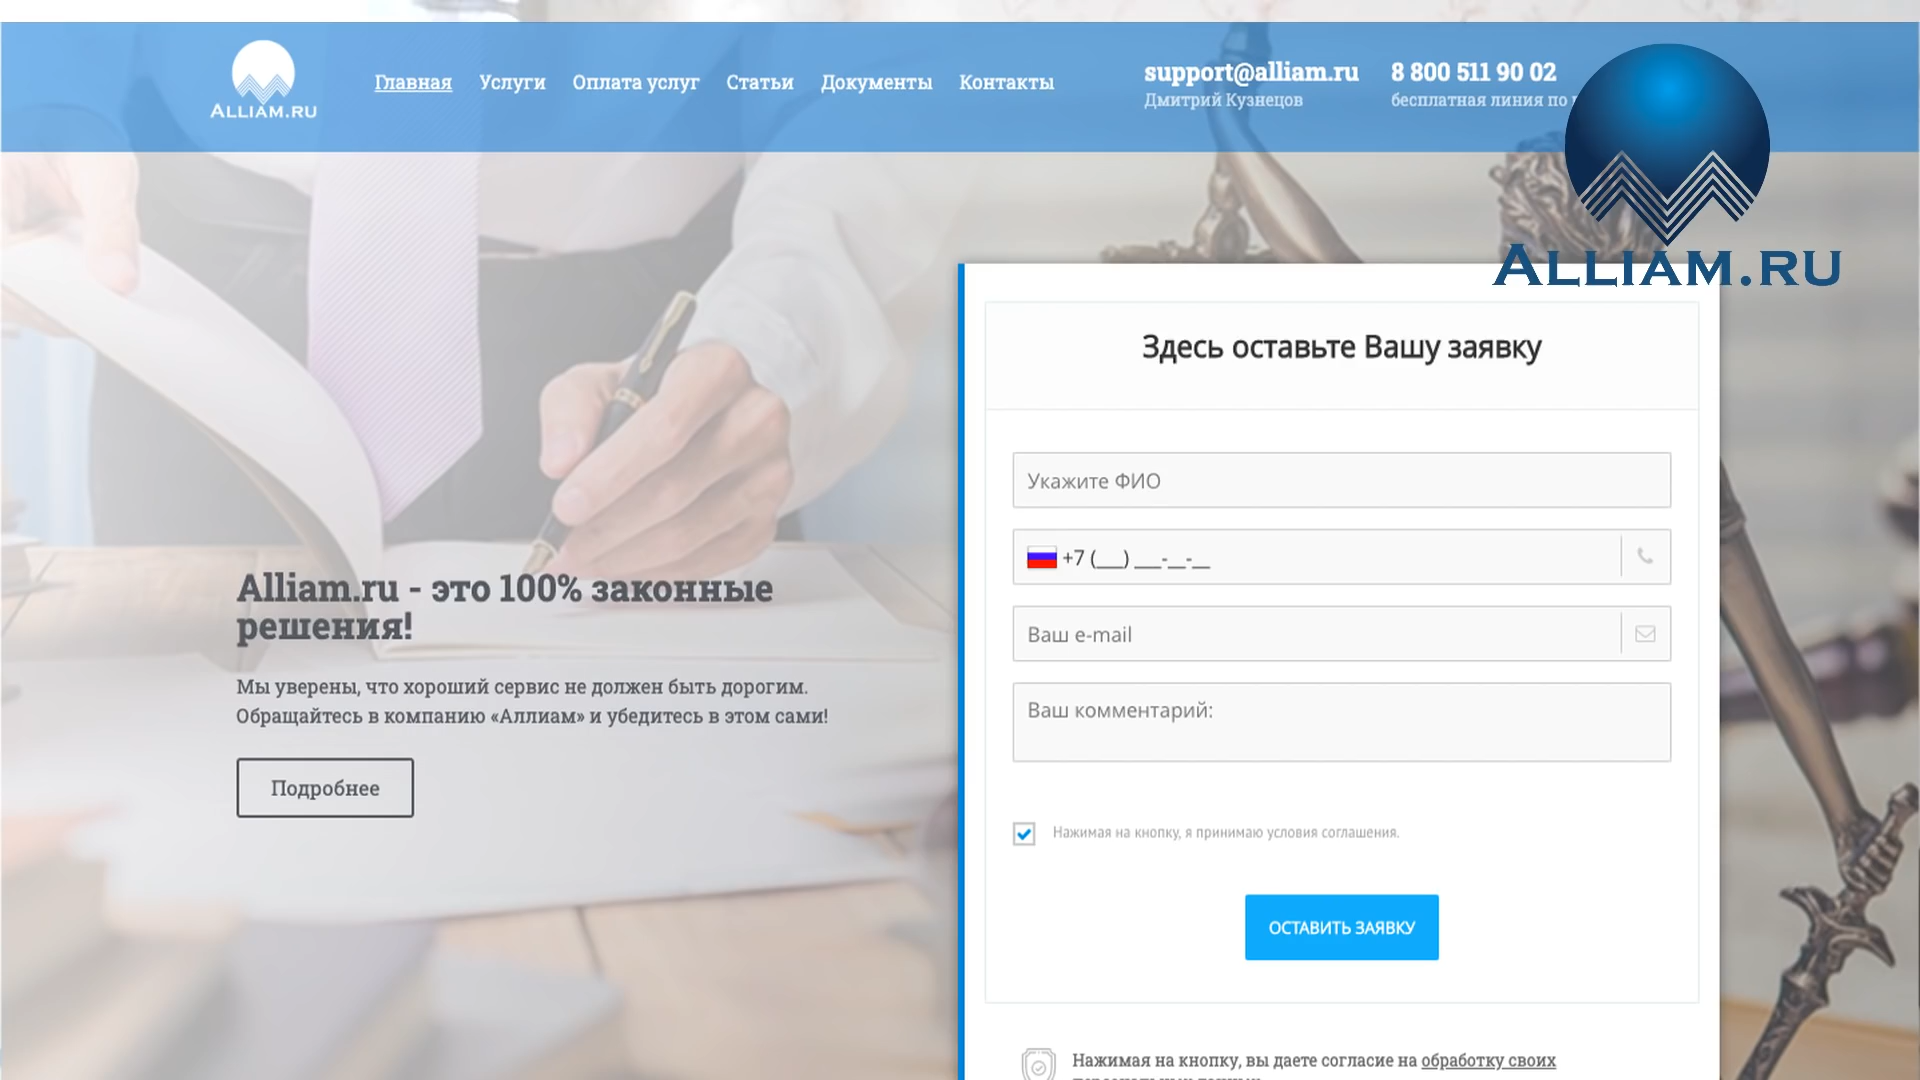 ALLIAM.RU
Главная Услуги Оплата услуг Статьи Документы Контакты
support@alliam.ru
Дмитрий Кузнецов
8 800 511 90 02
бесплатная линия по
ALLIAM.RU
Alliam.ru - это 100% законные
решения!
Мы уверены, что хороший сервис не должен быть дорогим.
Обращайтесь в компанию «Аллиам» и убедитесь в этом сами!
Подробнее
Здесь оставьте Вашу заявку
Укажите ФИО
+7 (___) ___-__-__
Ваш e-mail
Ваш комментарий:
Нажимая на кнопку, я принимаю условия соглашения.
ОСТАВИТЬ ЗАЯВКУ
Нажимая на кнопку, вы даете согласие на обработку своих